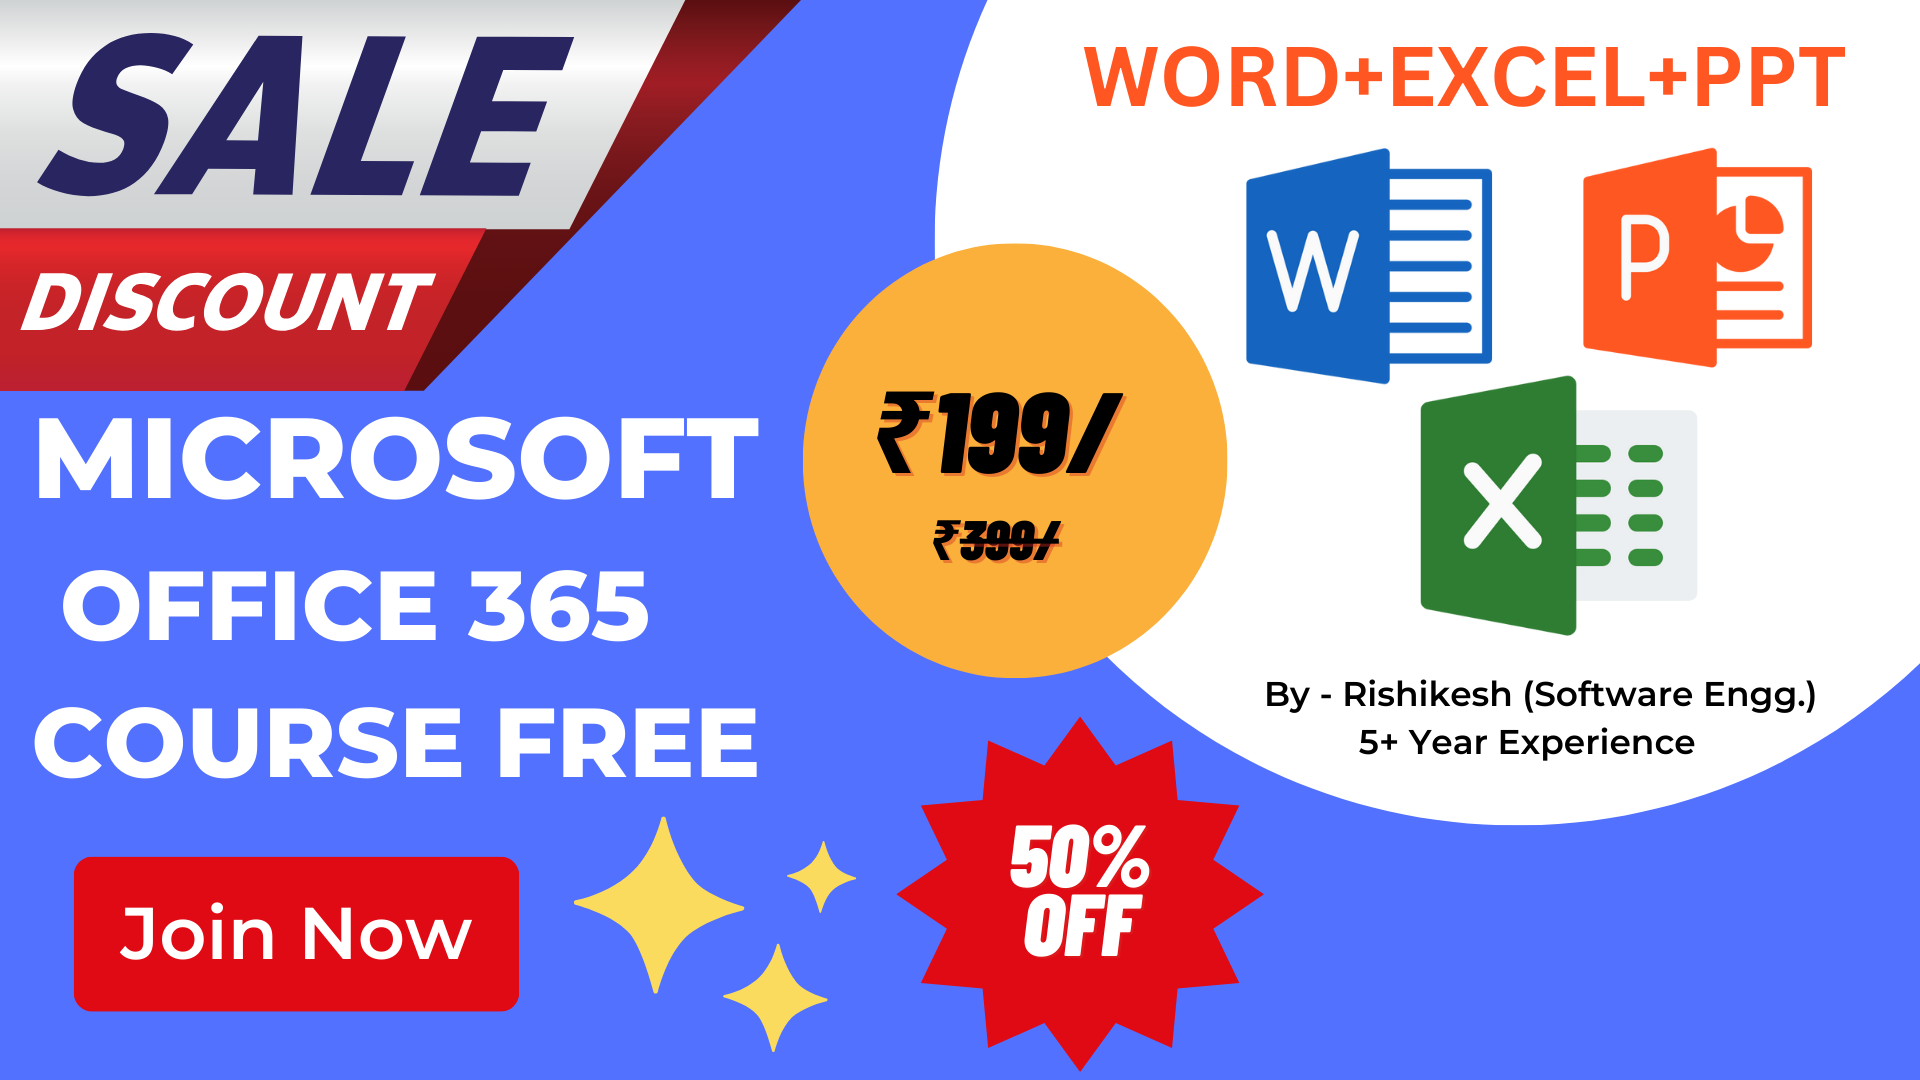 SALE
DISCOUNT
MICROSOFT
OFFICE 365
COURSE FREE
Join Now
₹199/
₹399/
50%
OFF
WORD+EXCEL+PPT
W
P
X
By - Rishikesh (Software Engg.)
5+ Year Experience